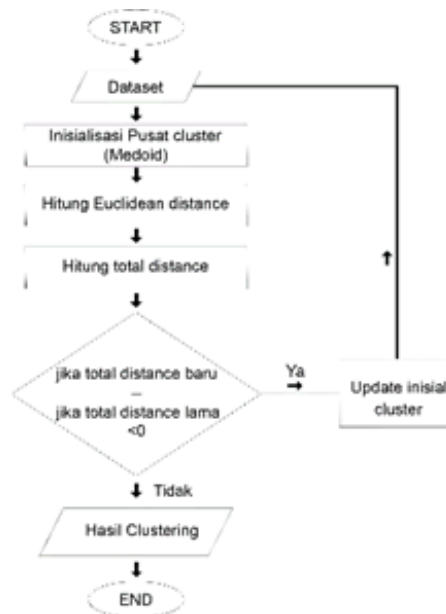 START
Dataset
Inisialisasi Pusat cluster
(Medoid)
Hitung Euclidean distance
Hitung total distance
jika total distance baru
–
jika total distance lama
<0
Ya
Update inisial
cluster
Tidak
Hasil Clustering
END